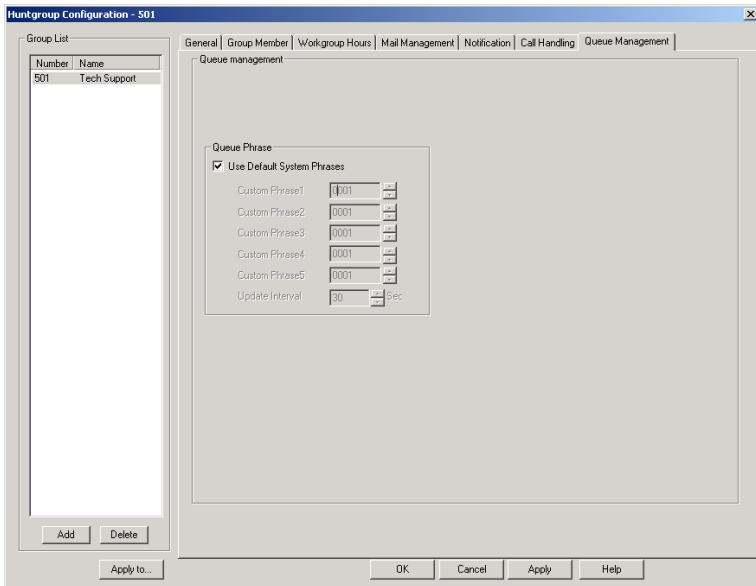 Huntgroup Configuration - 501
Group List
Number Name
501 Tech Support
Add Delete
Apply to...
General Group Member Workgroup Hours Mail Management Notification Call Handling Queue Management
Queue management
Queue Phrase
Use Default System Phrases
Custom Phrase1 0001
Custom Phrase2 0001
Custom Phrase3 0001
Custom Phrase4 0001
Custom Phrase5 0001
Update Interval 30 Sec
OK Cancel Apply Help